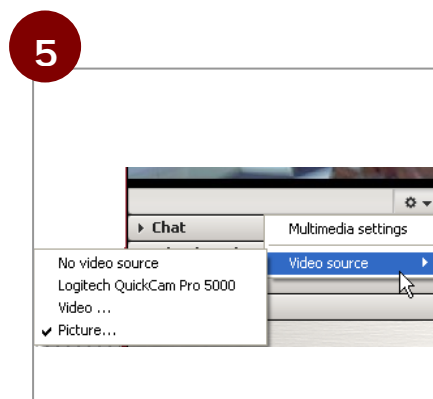 5
Chat
Multimedia settings
Video source
No video source
Logitech QuickCam Pro 5000
Video ...
Picture...